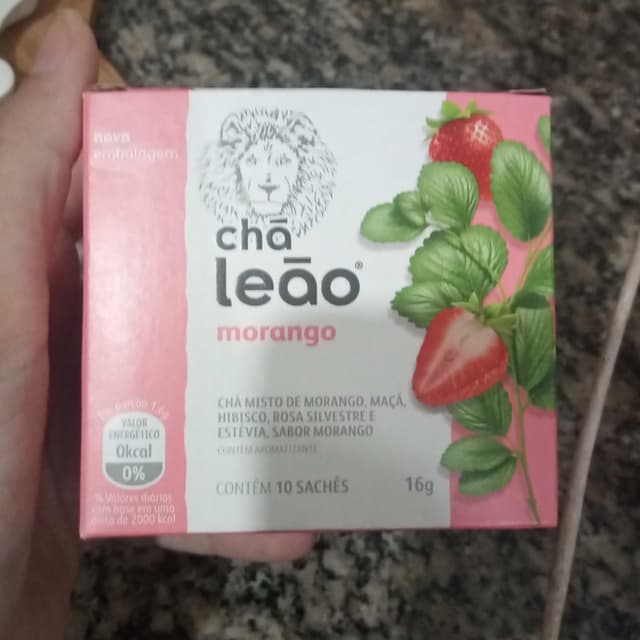 nova
embalagem
chá
leão®
morango
CHÁ MISTO DE MORANGO, MAÇÃ,
HIBISCO, ROSA SILVESTRE E
ESTÉVIA, SABOR MORANGO
CONTÉM AROMATIZANTE
CONTÉM 10 SACHÊS
16g
VALOR
ENERGÉTICO
0kcal
0%
% Valores diários
com base em uma
dieta de 2000 kcal